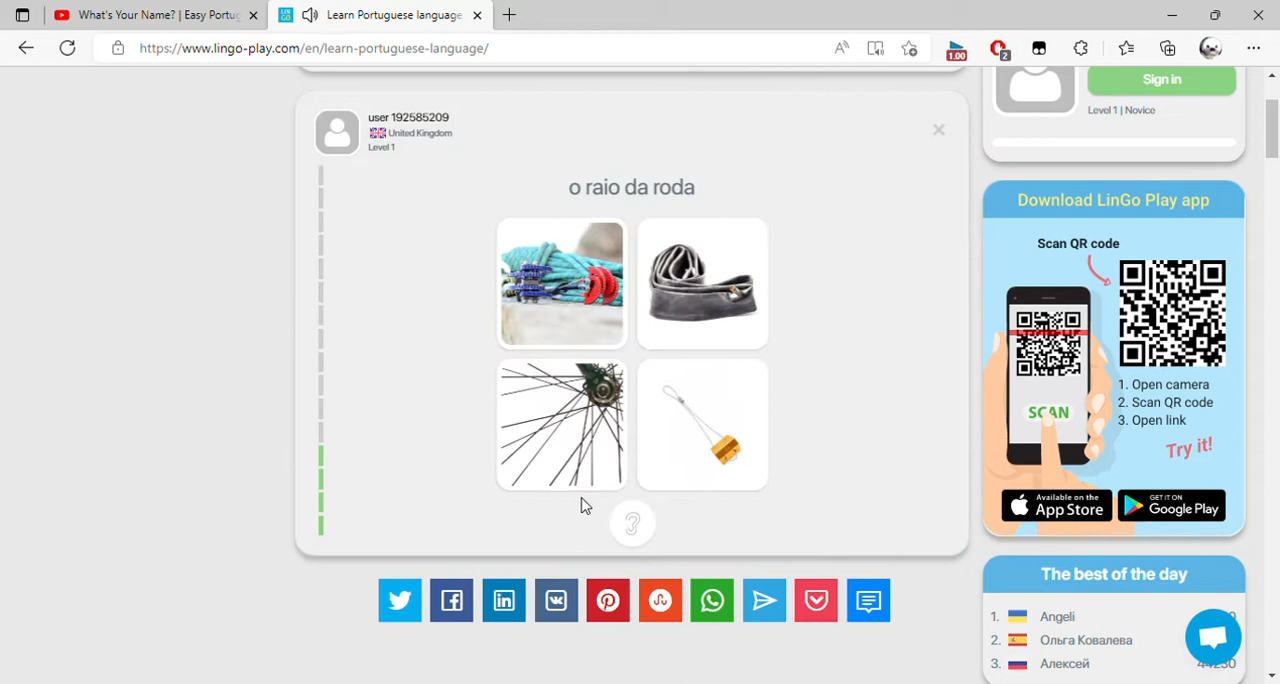 What's Your Name? | Easy Portug
Learn Portuguese language
https://www.lingo-play.com/en/learn-portuguese-language/
1.00
2
Sign in
Level 1 | Novice
user 192585209
United Kingdom
Level 1
o raio da roda
Download LinGo Play app
Scan QR code
SCAN
1. Open camera
2. Scan QR code
3. Open link
Try it!
Available on the
App Store
GET IT ON
Google Play
The best of the day
1. Angeli
2. Ольга Ковалева
3. Алексей